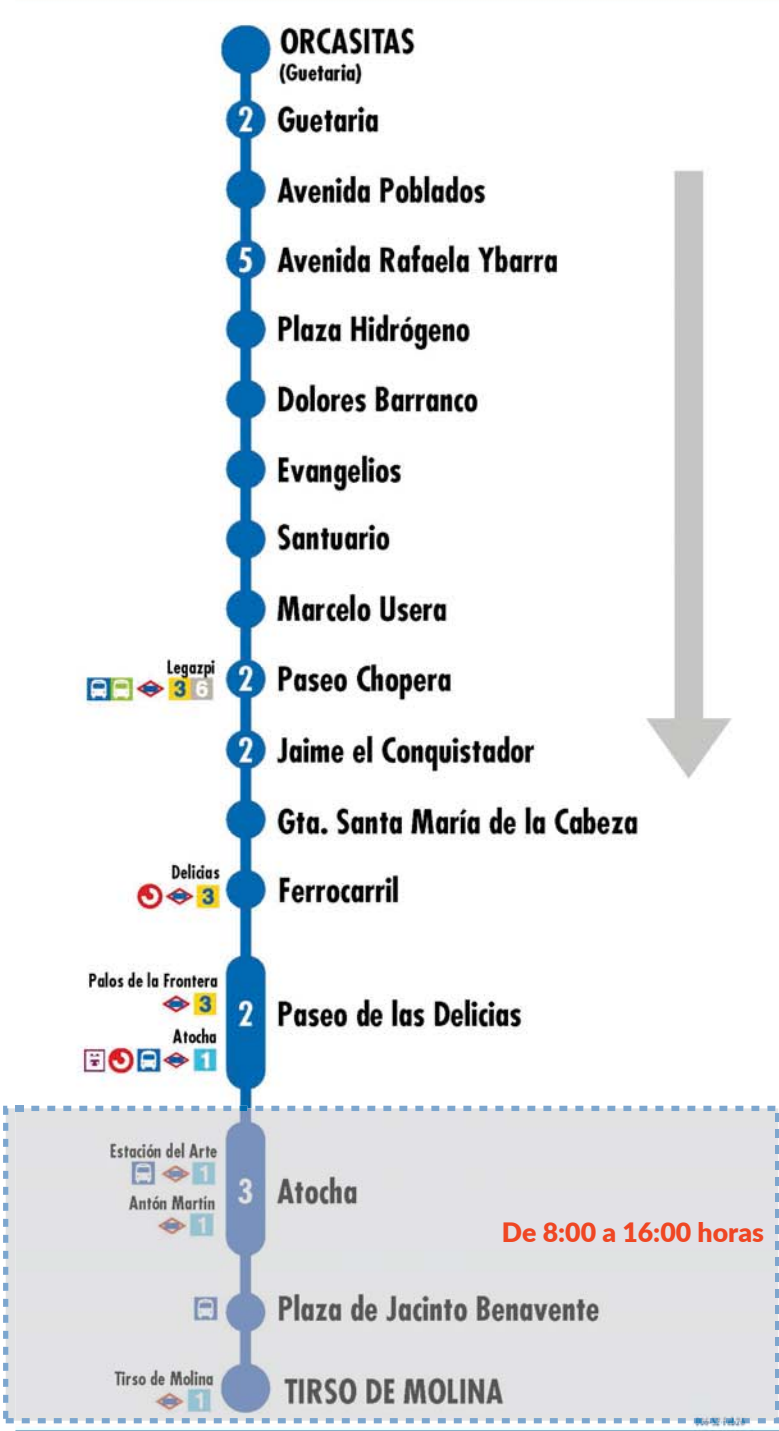 ORCASITAS
(Guetaria)
2 Guetaria
Avenida Poblados
5 Avenida Rafaela Ybarra
Plaza Hidrógeno
Dolores Barranco
Evangelios
Santuario
Marcelo Usera
Legazpi
3 6
2 Paseo Chopera
2 Jaime el Conquistador
Gta. Santa María de la Cabeza
Delicias
3
Ferrocarril
Palos de la Frontera
3
2 Paseo de las Delicias
Atocha
1
Estación del Arte
1
3 Atocha
Antón Martín
1
De 8:00 a 16:00 horas
Plaza de Jacinto Benavente
Tirso de Molina
1
TIRSO DE MOLINA